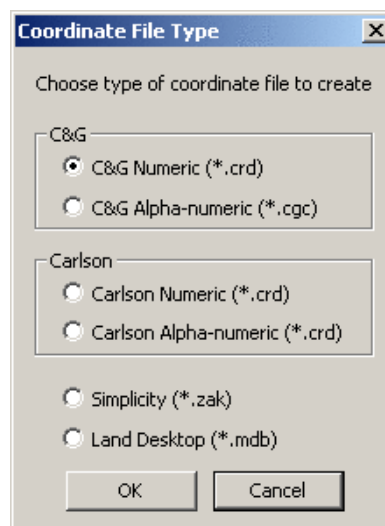 Coordinate File Type
Choose type of coordinate file to create
C&G
C&G Numeric (*.crd)
C&G Alpha-numeric (*.cgc)
Carlson
Carlson Numeric (*.crd)
Carlson Alpha-numeric (*.crd)
Simplicity (*.zak)
Land Desktop (*.mdb)
OK
Cancel